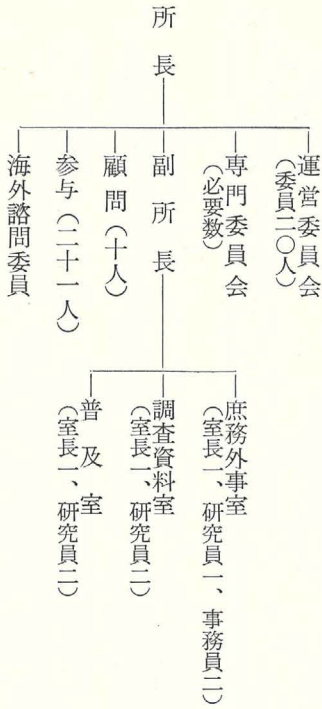 所長
運営委員会
(委員二〇人)
専門委員会
(必要数)
副所長
顧問(十人)
参与(二十一人)
海外諮問委員
庶務外事室
(室長一、研究員一、事務員二)
調査資料室
(室長一、研究員二)
普及室
(室長一、研究員二)